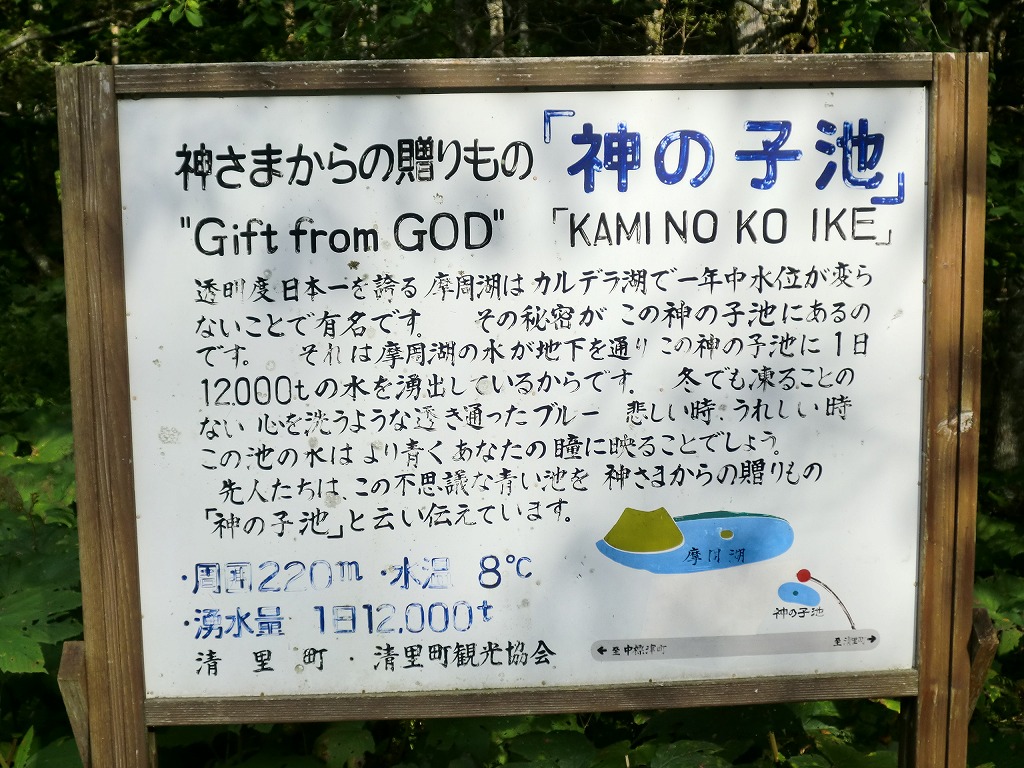 神さまからの贈りもの「神の子池」
"Gift from GOD" 「KAMI NO KO IKE」
透明度日本一を誇る 摩周湖は カルデラ湖で一年中水位が変ら
ないことで有名です。 その秘密が この神の子池にあるの
です。 それは摩周湖の水が地下を通り この神の子池に 1日
12000tの水を湧出しているからです。 冬でも凍ることの
ない 心を洗うような透き通ったブルー 悲しい時、うれしい時
この池の水は より青く あなたの瞳に映ることでしょう。
先人たちは、この不思議な青い池を 神さまからの贈りもの
「神の子池」と云い伝えています。
摩周湖
・周囲220m ・水温 8℃
神の子池
・湧水量 1日12,000t
清里町・清里町観光協会
←至中標津町
至清里町→